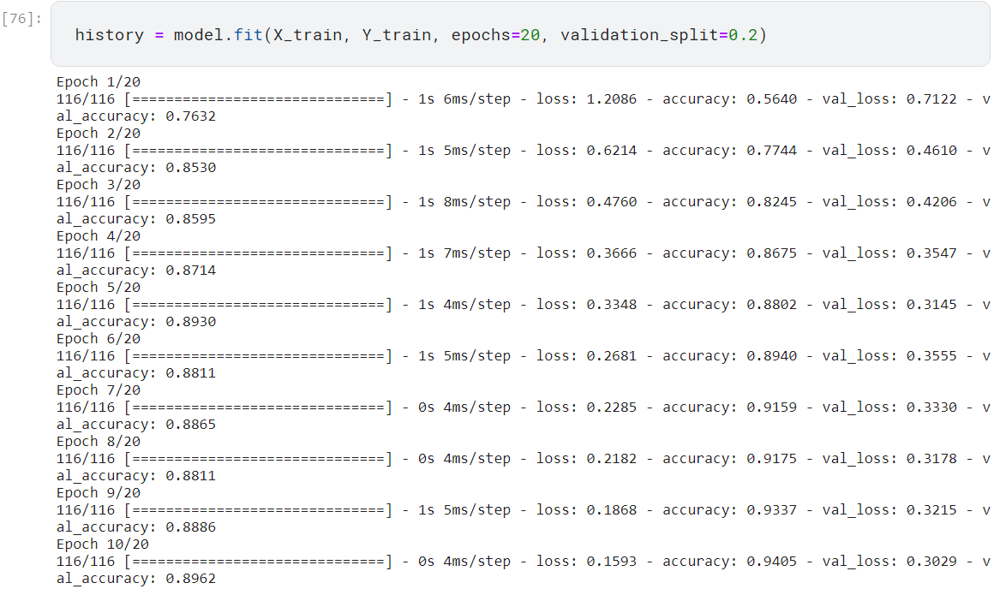 [76]:
history = model.fit(X_train, Y_train, epochs=20, validation_split=0.2)
Epoch 1/20
116/116 [==============================] - 1s 6ms/step - loss: 1.2086 - accuracy: 0.5640 - val_loss: 0.7122 - v
al_accuracy: 0.7632
Epoch 2/20
116/116 [==============================] - 1s 5ms/step - loss: 0.6214 - accuracy: 0.7744 - val_loss: 0.4610 - v
al_accuracy: 0.8530
Epoch 3/20
116/116 [==============================] - 1s 8ms/step - loss: 0.4760 - accuracy: 0.8245 - val_loss: 0.4206 - v
al_accuracy: 0.8595
Epoch 4/20
116/116 [==============================] - 1s 7ms/step - loss: 0.3666 - accuracy: 0.8675 - val_loss: 0.3547 - v
al_accuracy: 0.8714
Epoch 5/20
116/116 [==============================] - 1s 4ms/step - loss: 0.3348 - accuracy: 0.8802 - val_loss: 0.3145 - v
al_accuracy: 0.8930
Epoch 6/20
116/116 [==============================] - 1s 5ms/step - loss: 0.2681 - accuracy: 0.8940 - val_loss: 0.3555 - v
al_accuracy: 0.8811
Epoch 7/20
116/116 [==============================] - 0s 4ms/step - loss: 0.2285 - accuracy: 0.9159 - val_loss: 0.3330 - v
al_accuracy: 0.8865
Epoch 8/20
116/116 [==============================] - 0s 4ms/step - loss: 0.2182 - accuracy: 0.9175 - val_loss: 0.3178 - v
al_accuracy: 0.8811
Epoch 9/20
116/116 [==============================] - 1s 5ms/step - loss: 0.1868 - accuracy: 0.9337 - val_loss: 0.3215 - v
al_accuracy: 0.8886
Epoch 10/20
116/116 [==============================] - 0s 4ms/step - loss: 0.1593 - accuracy: 0.9405 - val_loss: 0.3029 - v
al_accuracy: 0.8962